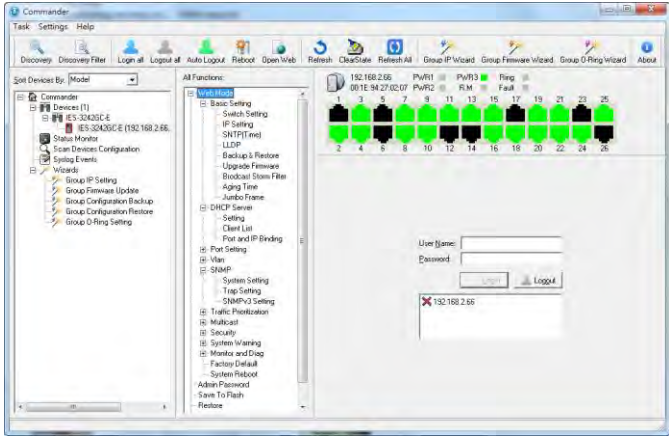 Commander
Task Settings Help
Discovery Discovery Filter Login all Logout all Auto Logout Reboot Open Web Refresh ClearState Refresh All Group IP Wizard Group Firmware Wizard Group O-Ring Wizard About
Sort Devices By: Model
Commander
Devices (1)
IES-3242GC-E
IES-3242GC-E (192.168.2.66.
Status Monitor
Scan Devices Configuration
Syslog Events
Wizards
Group IP Setting
Group Firmware Update
Group Configuration Backup
Group Configuration Restore
Group O-Ring Setting
All Functions:
Web Mode
Basic Setting
Switch Setting
IP Setting
SNTP(Time)
LLDP
Backup & Restore
Upgrade Firmware
Brodcast Storm Filter
Aging Time
Jumbo Frame
DHCP Server
Setting
Client List
Port and IP Binding
Port Setting
Vlan
SNMP
System Setting
Trap Setting
SNMPv3 Setting
Traffic Prioritization
Multicast
Security
System Warning
Monitor and Diag
Factory Default
System Reboot
Admin Password
Save To Flash
Restore
192.168.2.66 PWR1 PWR3 Ring
00:1E:94:27:02:07 PWR2 R.M Fault
1 3 5 7 9 11 13 15 17 19 21 23 25
2 4 6 8 10 12 14 16 18 20 22 24 26
User Name:
Password:
Login Logout
192.168.2.66